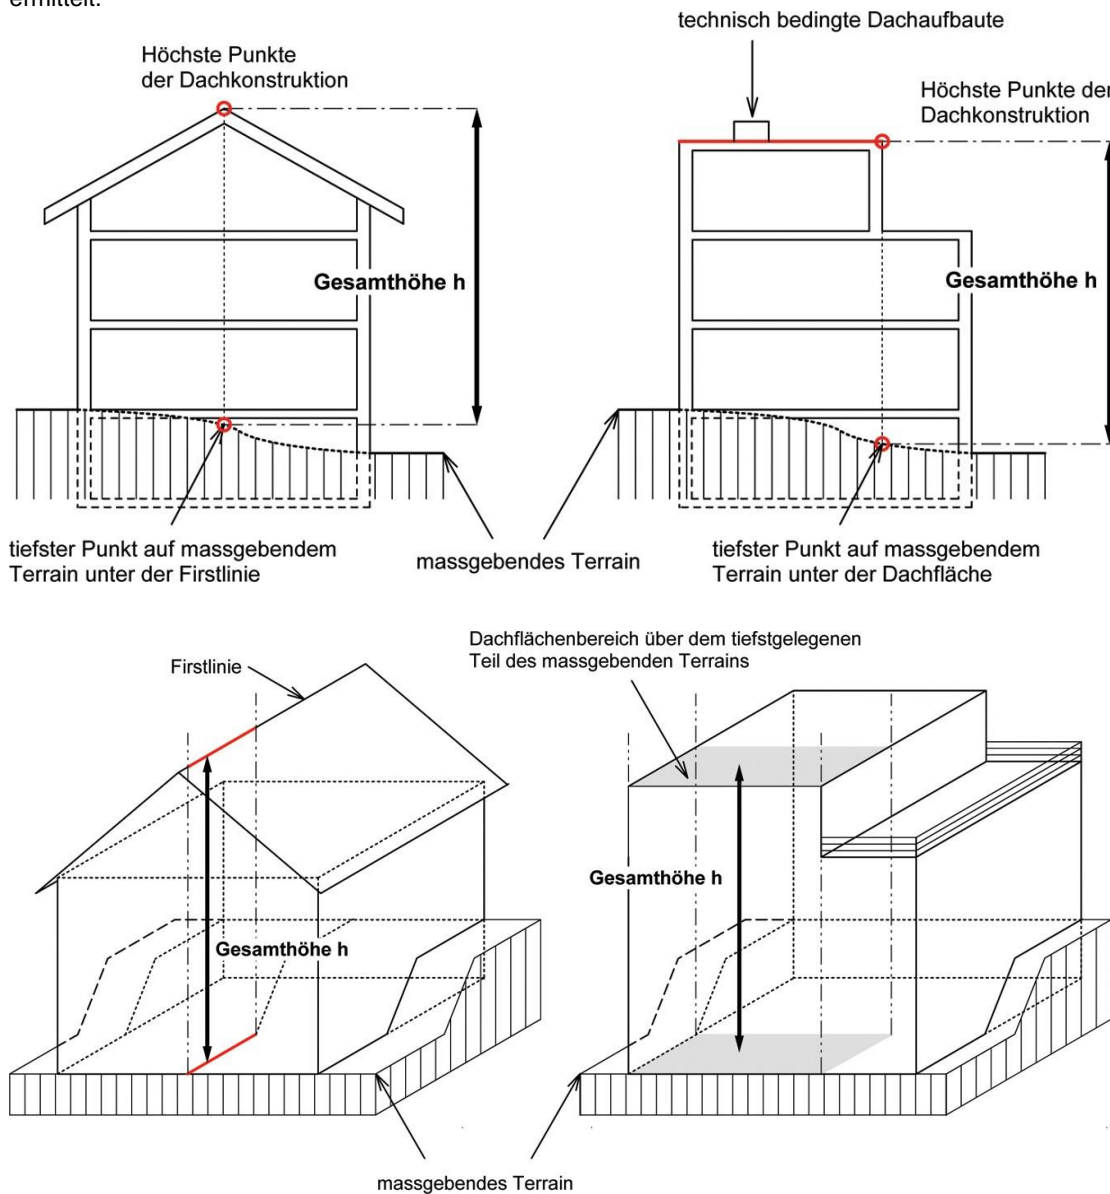 ermittelt.
technisch bedingte Dachaufbaute
Höchste Punkte
der Dachkonstruktion
Höchste Punkte der
Dachkonstruktion
Gesamthöhe h
Gesamthöhe h
tiefster Punkt auf massgebendem
Terrain unter der Firstlinie
massgebendes Terrain
tiefster Punkt auf massgebendem
Terrain unter der Dachfläche
Firstlinie
Dachflächenbereich über dem tiefstgelegenen
Teil des massgebenden Terrains
Gesamthöhe h
Gesamthöhe h
massgebendes Terrain